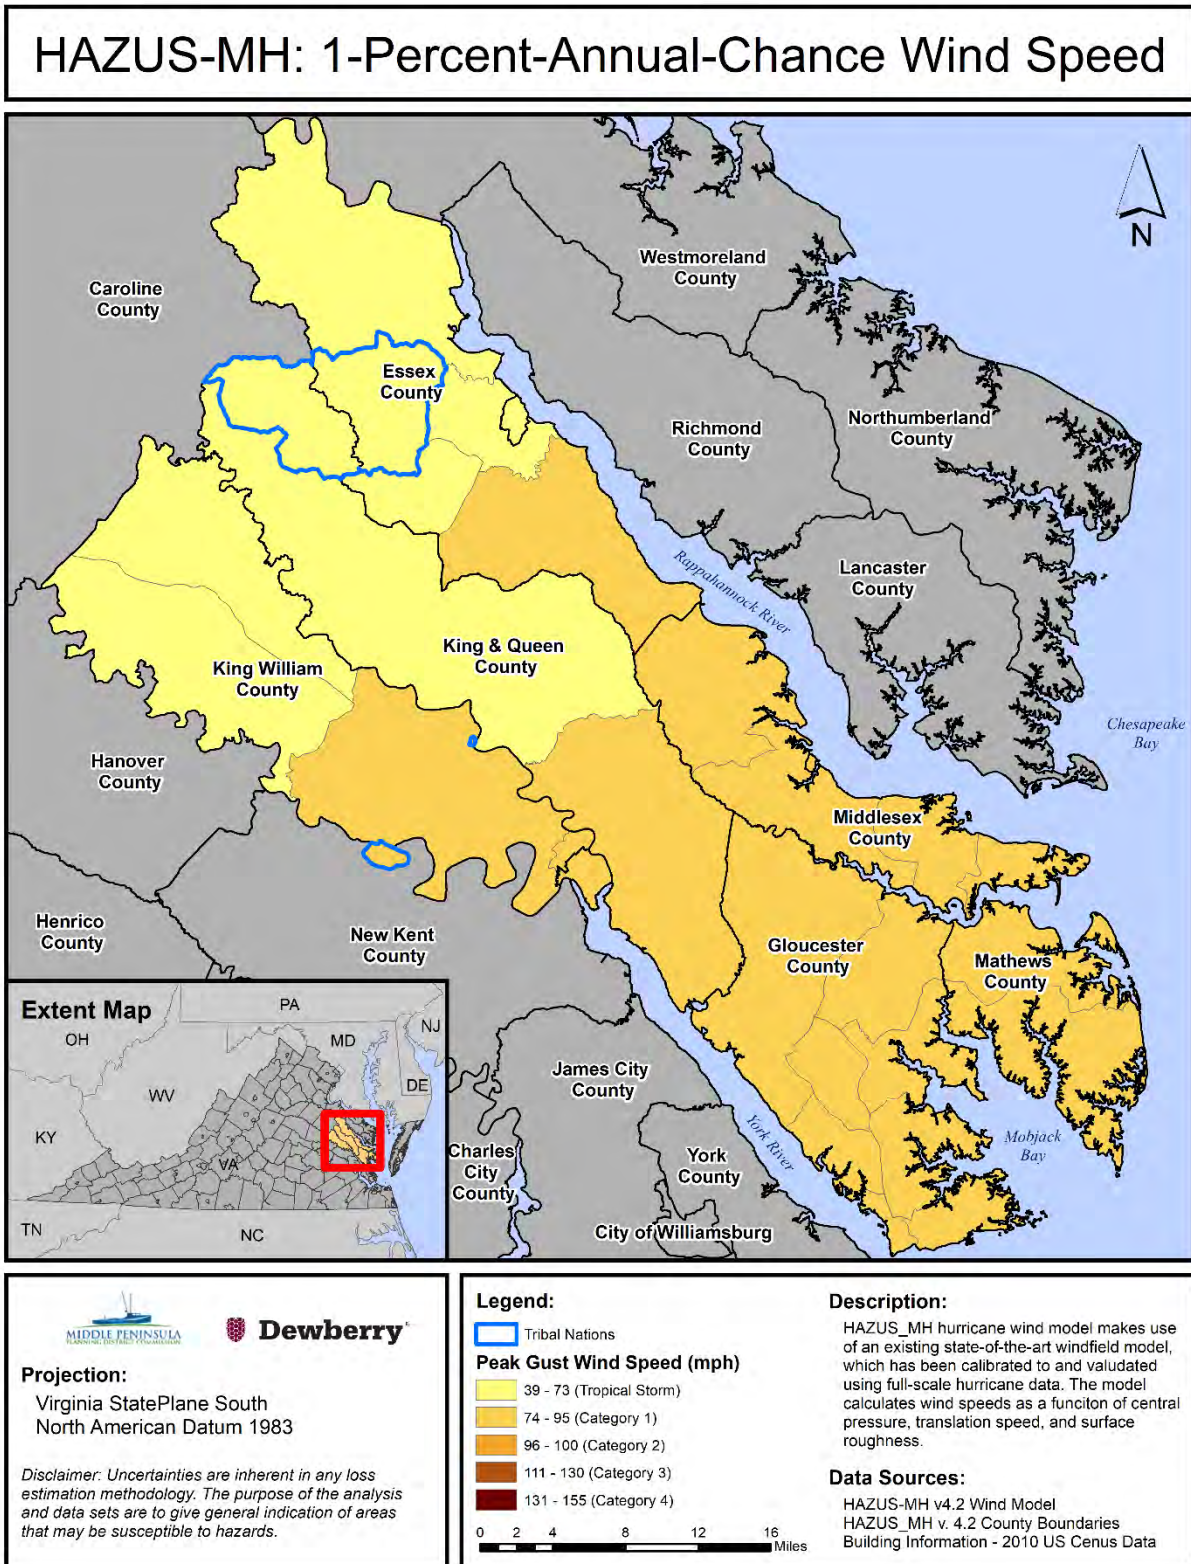 HAZUS-MH: 1-Percent-Annual-Chance Wind Speed
N
Westmoreland
County
Caroline
County
Essex
County
Northumberland
County
Richmond
County
Rappahannock River
Lancaster
County
King & Queen
County
King William
County
Chesapeake
Bay
Hanover
County
Middlesex
County
Henrico
County
New Kent
County
Gloucester
County
Mathews
County
James City
County
York River
Mobjack
Bay
Charles
City
County
York
County
City of Williamsburg
Extent Map
PA
OH
MD
NJ
WV
DE
KY
VA
TN
NC
MIDDLE PENINSULA
PLANNING DISTRICT COMMISSION
Dewberry
Projection:
Virginia StatePlane South
North American Datum 1983
Disclaimer: Uncertainties are inherent in any loss
estimation methodology. The purpose of the analysis
and data sets are to give general indication of areas
that may be susceptible to hazards.
Legend:
Tribal Nations
Peak Gust Wind Speed (mph)
39 - 73 (Tropical Storm)
74 - 95 (Category 1)
96 - 100 (Category 2)
111 - 130 (Category 3)
131 - 155 (Category 4)
0 2 4 8 12 16
Miles
Description:
HAZUS_MH hurricane wind model makes use
of an existing state-of-the-art windfield model,
which has been calibrated to and valudated
using full-scale hurricane data. The model
calculates wind speeds as a funciton of central
pressure, translation speed, and surface
roughness.
Data Sources:
HAZUS-MH v4.2 Wind Model
HAZUS_MH v. 4.2 County Boundaries
Building Information - 2010 US Cenus Data